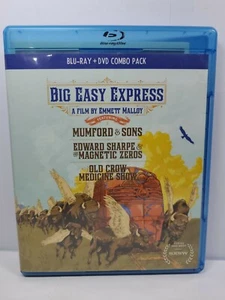 BLU-RAY + DVD COMBO PACK
BIG EASY EXPRESS
A FILM BY EMMETT MALLOY
MUMFORD & SONS
EDWARD SHARPE &
THE MAGNETIC ZEROS
OLD CROW
MEDICINE SHOW